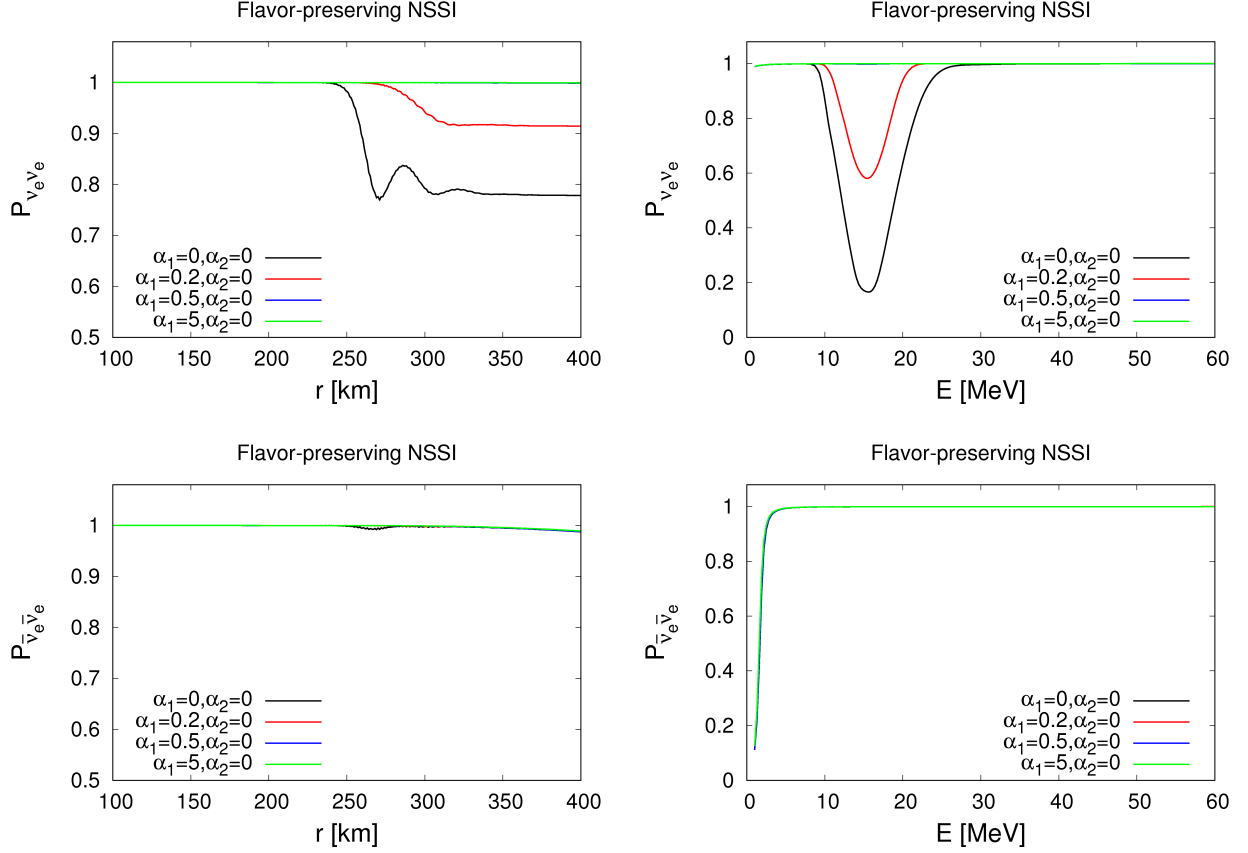 Flavor-preserving NSSI
P_{ν_e ν_e}
1
0.9
0.8
0.7
0.6
0.5
α₁=0,α₂=0
α₁=0.2,α₂=0
α₁=0.5,α₂=0
α₁=5,α₂=0
100 150 200 250 300 350 400
r [km]
Flavor-preserving NSSI
P_{ν_e ν_e}
1
0.8
0.6
0.4
0.2
0
α₁=0,α₂=0
α₁=0.2,α₂=0
α₁=0.5,α₂=0
α₁=5,α₂=0
0 10 20 30 40 50 60
E [MeV]
Flavor-preserving NSSI
P_{ν̄_e ν̄_e}
1
0.9
0.8
0.7
0.6
0.5
α₁=0,α₂=0
α₁=0.2,α₂=0
α₁=0.5,α₂=0
α₁=5,α₂=0
100 150 200 250 300 350 400
r [km]
Flavor-preserving NSSI
P_{ν̄_e ν̄_e}
1
0.8
0.6
0.4
0.2
0
α₁=0,α₂=0
α₁=0.2,α₂=0
α₁=0.5,α₂=0
α₁=5,α₂=0
0 10 20 30 40 50 60
E [MeV]